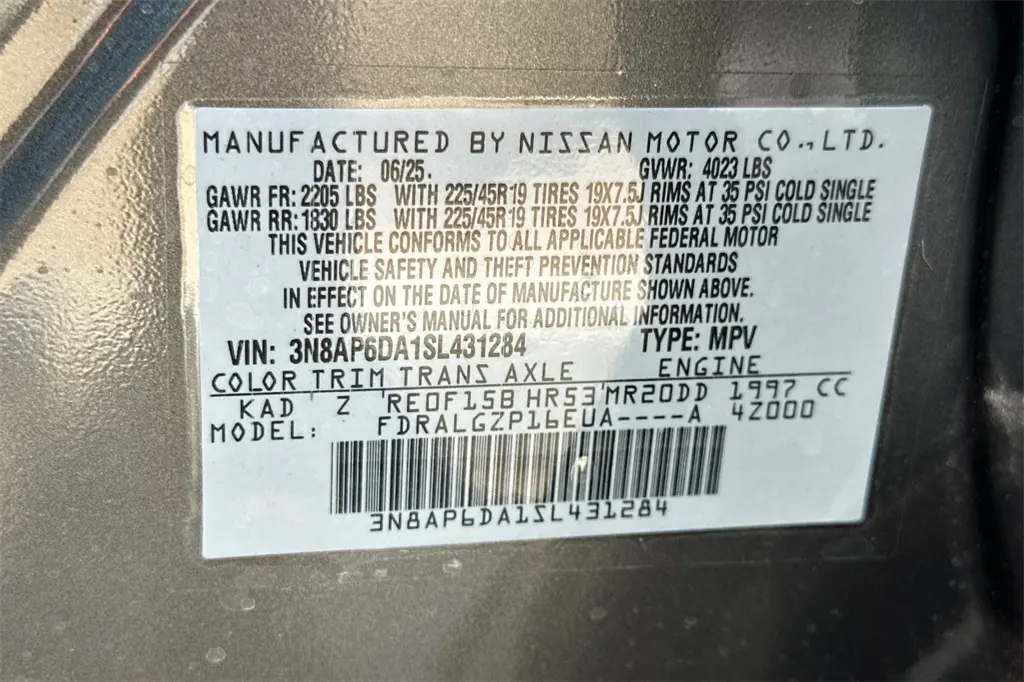 MANUFACTURED BY NISSAN MOTOR CO., LTD.
DATE: 06/25. GVWR: 4023 LBS
GAWR FR: 2205 LBS WITH 225/45R19 TIRES 19X7.5J RIMS AT 35 PSI COLD SINGLE
GAWR RR: 1830 LBS WITH 225/45R19 TIRES 19X7.5J RIMS AT 35 PSI COLD SINGLE
THIS VEHICLE CONFORMS TO ALL APPLICABLE FEDERAL MOTOR
VEHICLE SAFETY AND THEFT PREVENTION STANDARDS
IN EFFECT ON THE DATE OF MANUFACTURE SHOWN ABOVE.
SEE OWNER'S MANUAL FOR ADDITIONAL INFORMATION.
VIN: 3N8AP6DA1SL431284 TYPE: MPV
COLOR TRIM TRANS AXLE ENGINE
KAD Z RE0F15B HR53 MR20DD 1997 CC
MODEL: FDRALGZP16EUA----A 4Z000
3N8AP6DA1SL431284